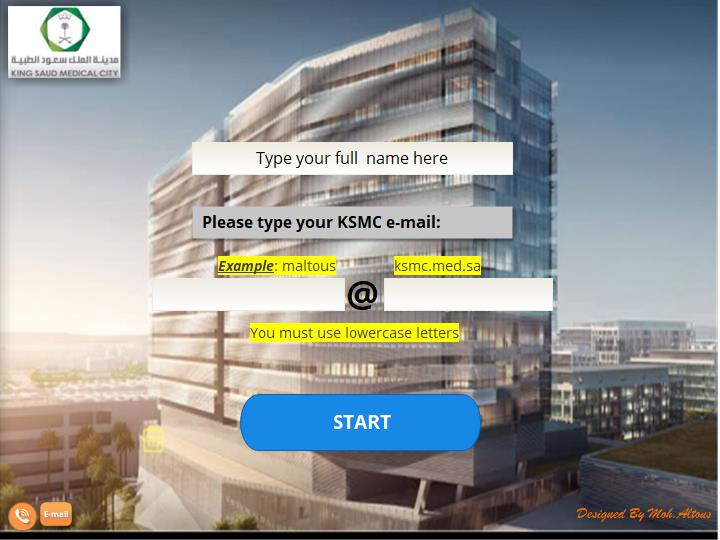 مدينة الملك سعود الطبية
KING SAUD MEDICAL CITY
Type your full  name here
Please type your KSMC e-mail:
Example: maltous ksmc.med.sa
@
You must use lowercase letters
START
E-mail
Designed By Moh.Altous